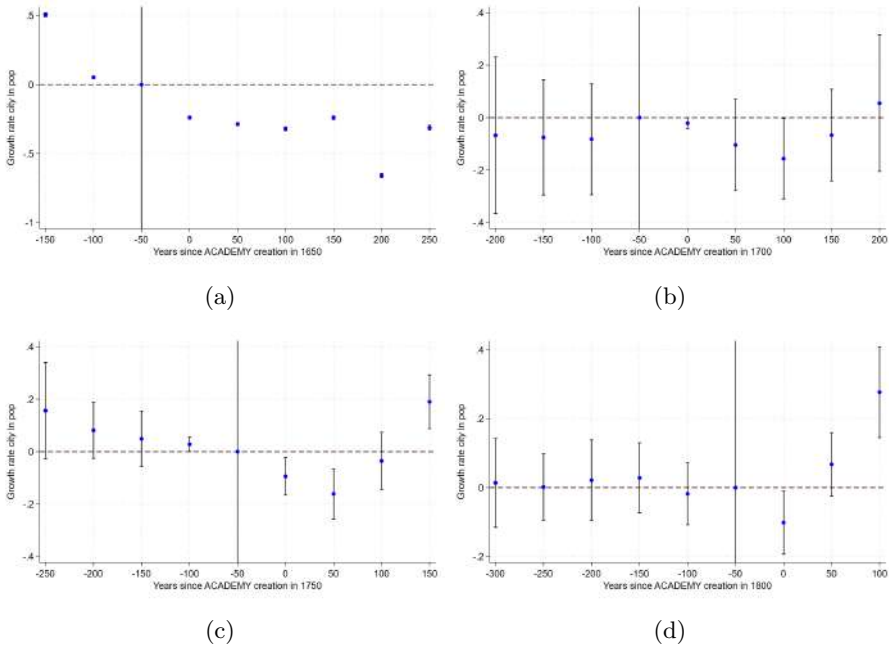 .5
0
-.5
-1
Growth rate city ln pop
-150 -100 -50 0 50 100 150 200 250
Years since ACADEMY creation in 1650
(a)
.4
.2
0
-.2
-.4
Growth rate city ln pop
-200 -150 -100 -50 0 50 100 150 200
Years since ACADEMY creation in 1700
(b)
.4
.2
0
-.2
-.4
Growth rate city ln pop
-250 -200 -150 -100 -50 0 50 100 150
Years since ACADEMY creation in 1750
(c)
.4
.2
0
-.2
Growth rate city ln pop
-300 -250 -200 -150 -100 -50 0 50 100
Years since ACADEMY creation in 1800
(d)